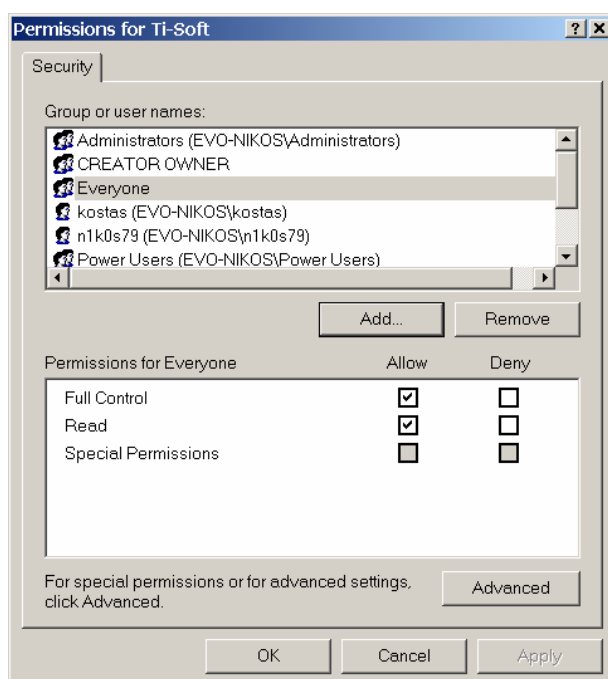 Permissions for Ti-Soft
Security
Group or user names:
Administrators (EVO-NIKOS\Administrators)
CREATOR OWNER
Everyone
kostas (EVO-NIKOS\kostas)
n1k0s79 (EVO-NIKOS\n1k0s79)
Power Users (EVO-NIKOS\Power Users)
Add... Remove
Permissions for Everyone Allow Deny
Full Control
Read
Special Permissions
For special permissions or for advanced settings,
click Advanced.
Advanced
OK Cancel Apply